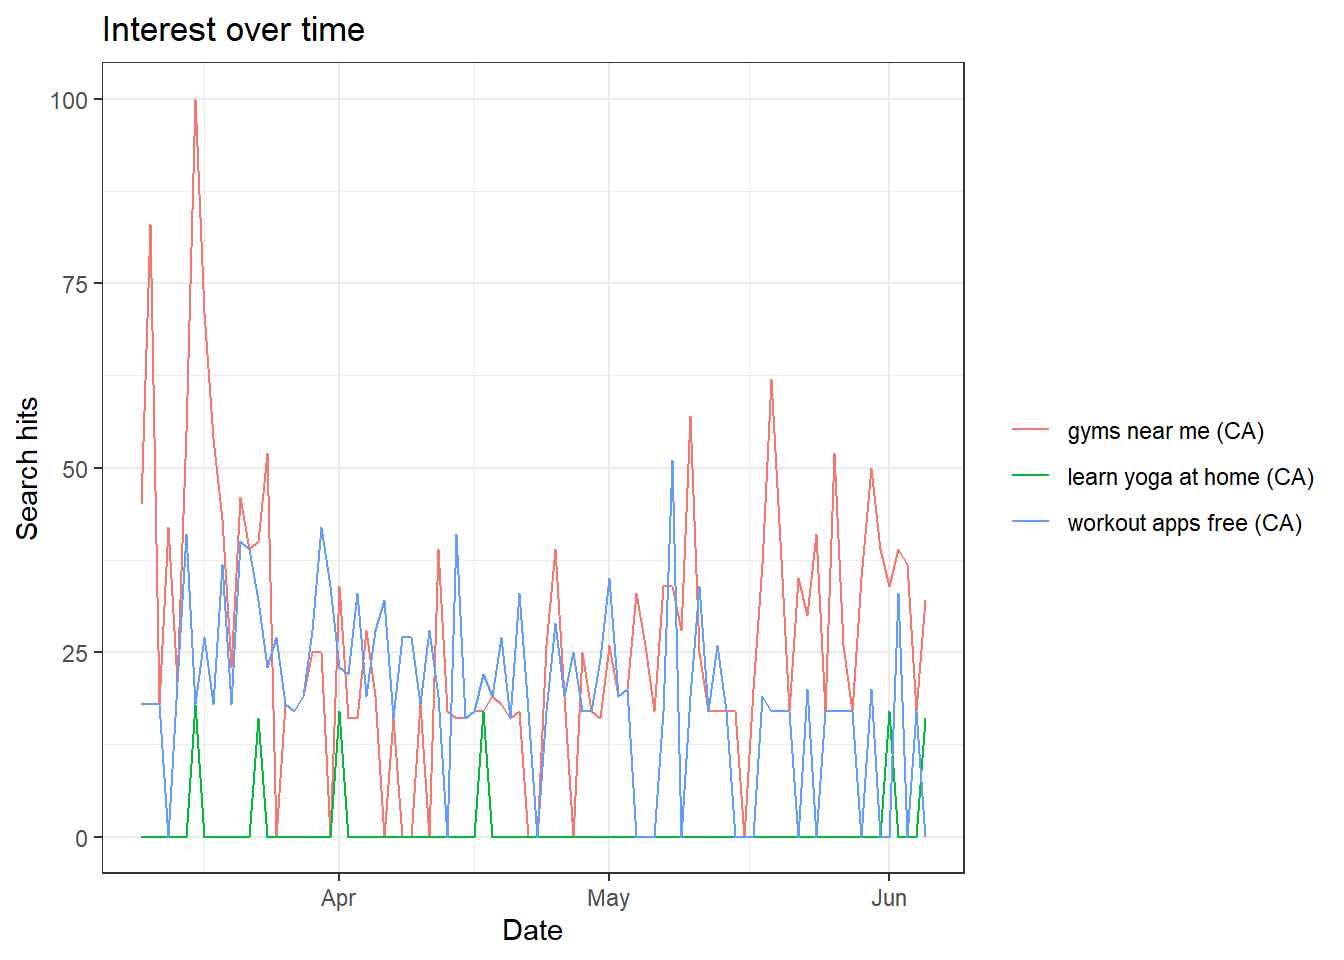 Interest over time
100
75
50
25
0
Search hits
Apr
May
Jun
Date
gyms near me (CA)
learn yoga at home (CA)
workout apps free (CA)